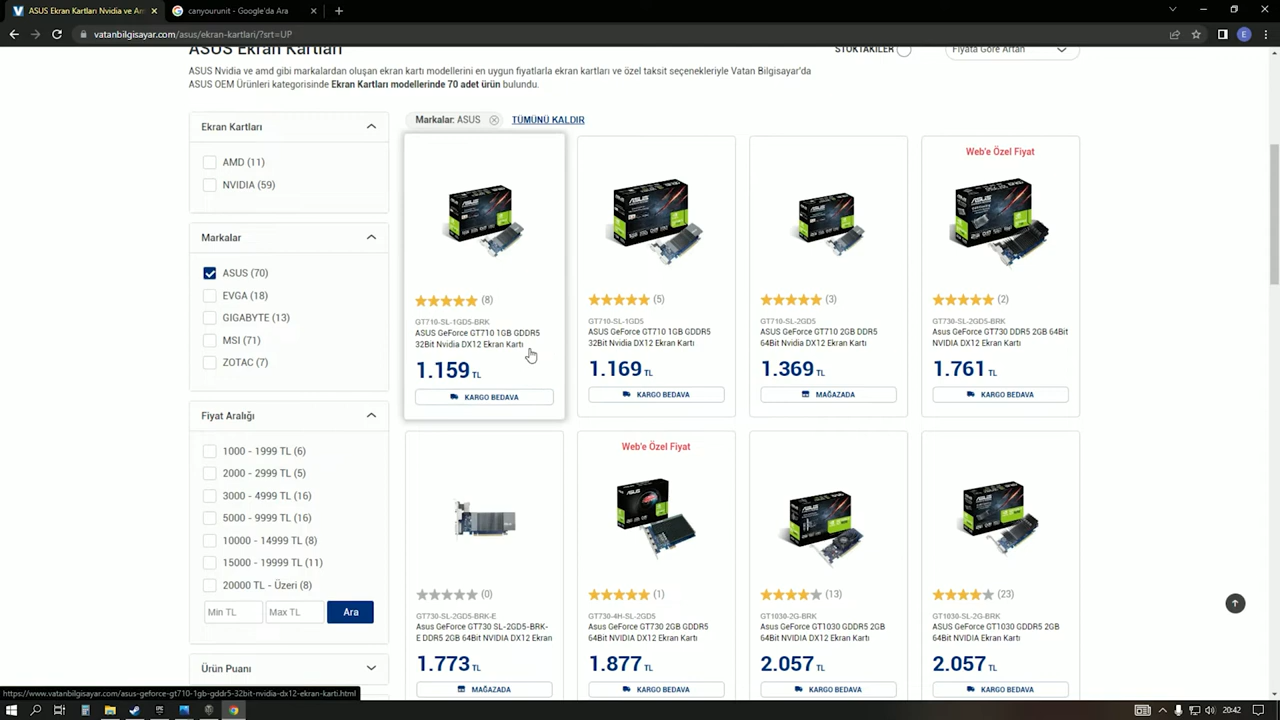 ASUS Ekran Kartları Nvidia ve Am
canyourunit - Google'da Ara
vatanbilgisayar.com/asus/ekran-kartlari/?srt=UP
E
ASUS Ekran Kartları
STOKTAKİLER
Fiyata Göre Artan
ASUS Nvidia ve amd gibi markalardan oluşan ekran kartı modellerini en uygun fiyatlarla ekran kartları ve özel taksit seçenekleriyle Vatan Bilgisayar'da
ASUS OEM Ürünleri kategorisinde Ekran Kartları modellerinde 70 adet ürün bulundu.
Ekran Kartları
AMD (11)
NVIDIA (59)
Markalar
ASUS (70)
EVGA (18)
GIGABYTE (13)
MSI (71)
ZOTAC (7)
Fiyat Aralığı
1000 - 1999 TL (6)
2000 - 2999 TL (5)
3000 - 4999 TL (16)
5000 - 9999 TL (16)
10000 - 14999 TL (8)
15000 - 19999 TL (11)
20000 TL - Üzeri (8)
Min TL
Max TL
Ara
Ürün Puanı
Markalar: ASUS
TÜMÜNÜ KALDIR
(8)
GT710-SL-1GD5-BRK
ASUS GeForce GT710 1GB GDDR5
32Bit Nvidia DX12 Ekran Kartı
1.159 TL
KARGO BEDAVA
(5)
GT710-SL-1GD5
ASUS GeForce GT710 1GB GDDR5
32Bit Nvidia DX12 Ekran Kartı
1.169 TL
KARGO BEDAVA
(3)
GT710-SL-2GD5
ASUS GeForce GT710 2GB DDR5
64Bit Nvidia DX12 Ekran Kartı
1.369 TL
MAĞAZADA
Web'e Özel Fiyat
(2)
GT730-SL-2GD5-BRK
Asus GeForce GT730 DDR5 2GB 64Bit
NVIDIA DX12 Ekran Kartı
1.761 TL
KARGO BEDAVA
(0)
GT730-SL-2GD5-BRK-E
Asus GeForce GT730 SL-2GD5-BRK-
E DDR5 2GB 64Bit NVIDIA DX12 Ekran
1.773 TL
MAĞAZADA
Web'e Özel Fiyat
(1)
GT730-4H-SL-2GD5
Asus GeForce GT730 2GB GDDR5
64Bit NVIDIA DX12 Ekran Kartı
1.877 TL
KARGO BEDAVA
(13)
GT1030-2G-BRK
Asus GeForce GT1030 GDDR5 2GB
64Bit NVIDIA DX12 Ekran Kartı
2.057 TL
KARGO BEDAVA
(23)
GT1030-SL-2G-BRK
ASUS GeForce GT1030 GDDR5 2GB
64Bit NVIDIA DX12 Ekran Kartı
2.057 TL
KARGO BEDAVA
https://www.vatanbilgisayar.com/asus-geforce-gt710-1gb-gddr5-32bit-nvidia-dx12-ekran-karti.html
20:42